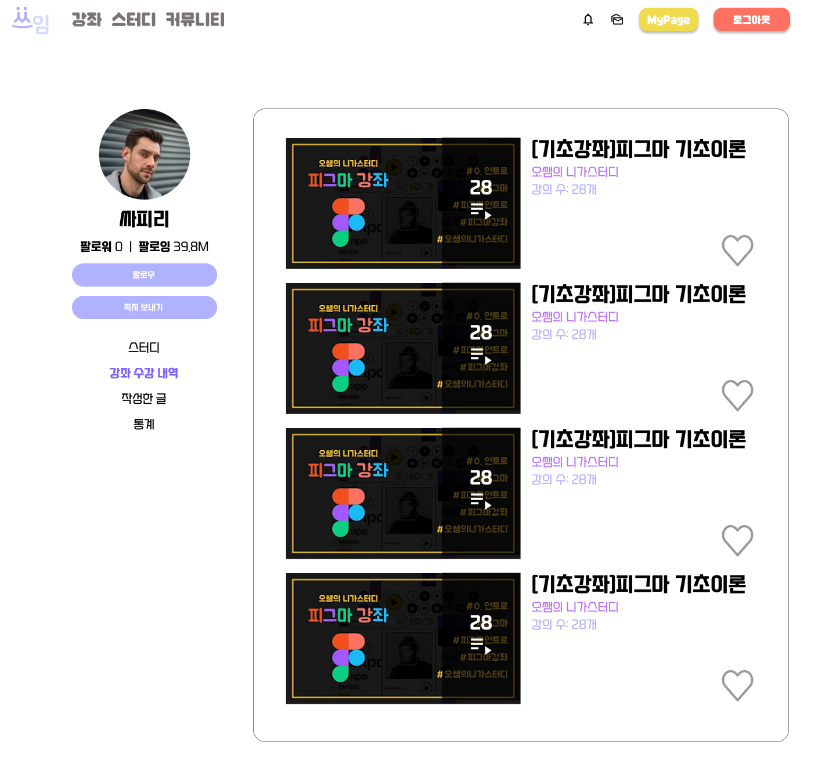 쓰임
강좌 스터디 커뮤니티
MyPage
로그아웃
싸피리
팔로워 0 | 팔로잉 39.8M
팔로우
쪽지 보내기
스터디
강좌 수강 내역
작성한 글
통계
오쌤의 니가스터디
피그마 강좌
28
#0. 인트로
#피그마강좌
#오쌤의니가스터디
tempo
[기초강좌]피그마 기초이론
오쌤의 니가스터디
강의 수: 28개
오쌤의 니가스터디
피그마 강좌
28
#0. 인트로
#피그마강좌
#오쌤의니가스터디
tempo
[기초강좌]피그마 기초이론
오쌤의 니가스터디
강의 수: 28개
오쌤의 니가스터디
피그마 강좌
28
#0. 인트로
#피그마강좌
#오쌤의니가스터디
tempo
[기초강좌]피그마 기초이론
오쌤의 니가스터디
강의 수: 28개
오쌤의 니가스터디
피그마 강좌
28
#0. 인트로
#피그마강좌
#오쌤의니가스터디
tempo
[기초강좌]피그마 기초이론
오쌤의 니가스터디
강의 수: 28개